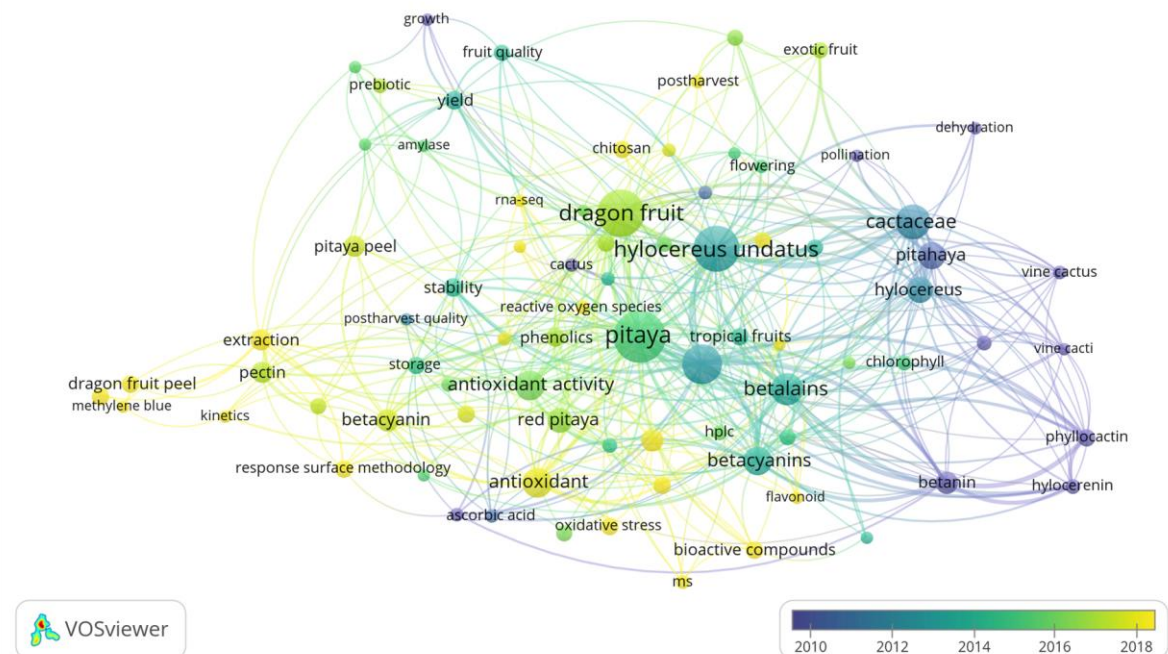 growth
fruit quality
exotic fruit
prebiotic
postharvest
yield
dehydration
amylase
chitosan
pollination
flowering
rna-seq
dragon fruit
cactaceae
pitaya peel
hylocereus undatus
pitahaya
cactus
vine cactus
stability
hylocereus
reactive oxygen species
postharvest quality
extraction
phenolics
pitaya
tropical fruits
vine cacti
storage
chlorophyll
pectin
dragon fruit peel
antioxidant activity
betalains
methylene blue
kinetics
betacyanin
red pitaya
hplc
phyllocactin
response surface methodology
betacyanins
antioxidant
betanin
hylocerenin
flavonoid
ascorbic acid
oxidative stress
bioactive compounds
ms
VOSviewer
2010 2012 2014 2016 2018